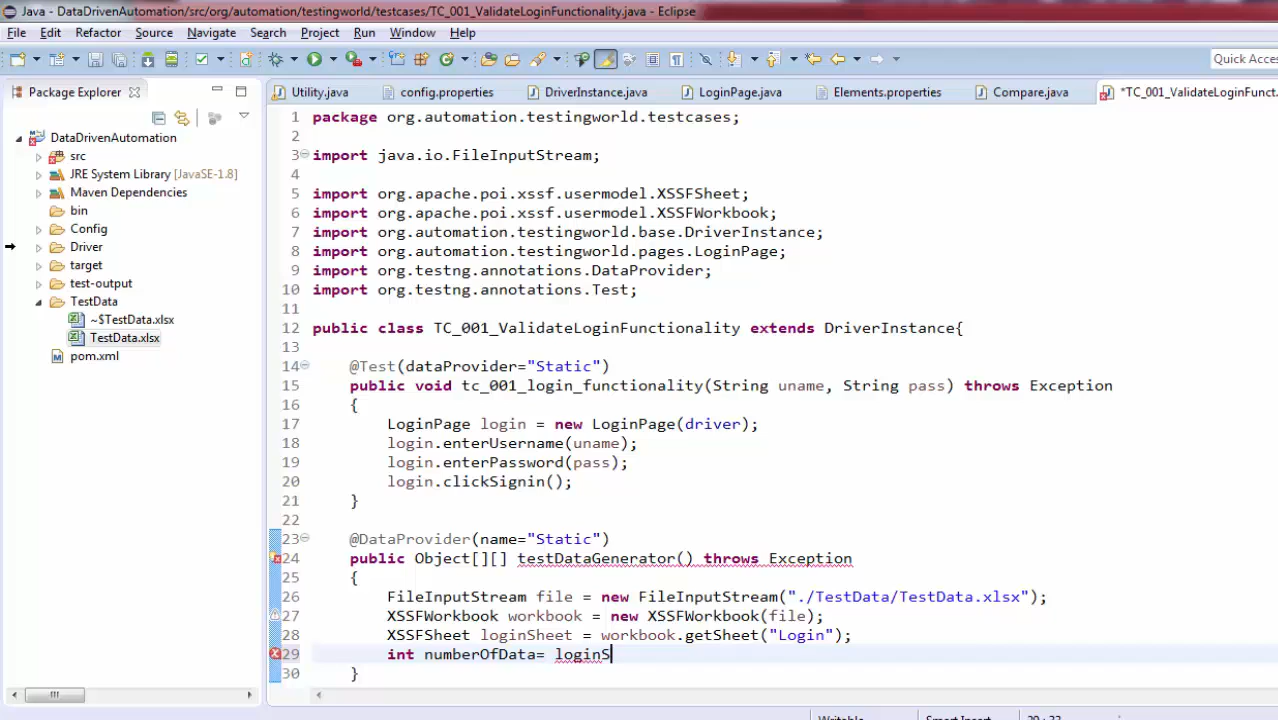 Java - DataDrivenAutomation/src/org/automation/testingworld/testcases/TC_001_ValidateLoginFunctionality.java - Eclipse
File Edit Refactor Source Navigate Search Project Run Window Help
Quick Acces
Package Explorer
Utility.java config.properties DriverInstance.java LoginPage.java Elements.properties Compare.java *TC_001_ValidateLoginFunct.
DataDrivenAutomation
src
JRE System Library [JavaSE-1.8]
Maven Dependencies
bin
Config
Driver
target
test-output
TestData
~$TestData.xlsx
TestData.xlsx
pom.xml
1 package org.automation.testingworld.testcases;
2
3 import java.io.FileInputStream;
4
5 import org.apache.poi.xssf.usermodel.XSSFSheet;
6 import org.apache.poi.xssf.usermodel.XSSFWorkbook;
7 import org.automation.testingworld.base.DriverInstance;
8 import org.automation.testingworld.pages.LoginPage;
9 import org.testng.annotations.DataProvider;
10 import org.testng.annotations.Test;
11
12 public class TC_001_ValidateLoginFunctionality extends DriverInstance{
13
14 @Test(dataProvider="Static")
15 public void tc_001_login_functionality(String uname, String pass) throws Exception
16 {
17 LoginPage login = new LoginPage(driver);
18 login.enterUsername(uname);
19 login.enterPassword(pass);
20 login.clickSignin();
21 }
22
23 @DataProvider(name="Static")
24 public Object[][] testDataGenerator() throws Exception
25 {
26 FileInputStream file = new FileInputStream("./TestData/TestData.xlsx");
27 XSSFWorkbook workbook = new XSSFWorkbook(file);
28 XSSFSheet loginSheet = workbook.getSheet("Login");
29 int numberOfData= loginS
30 }